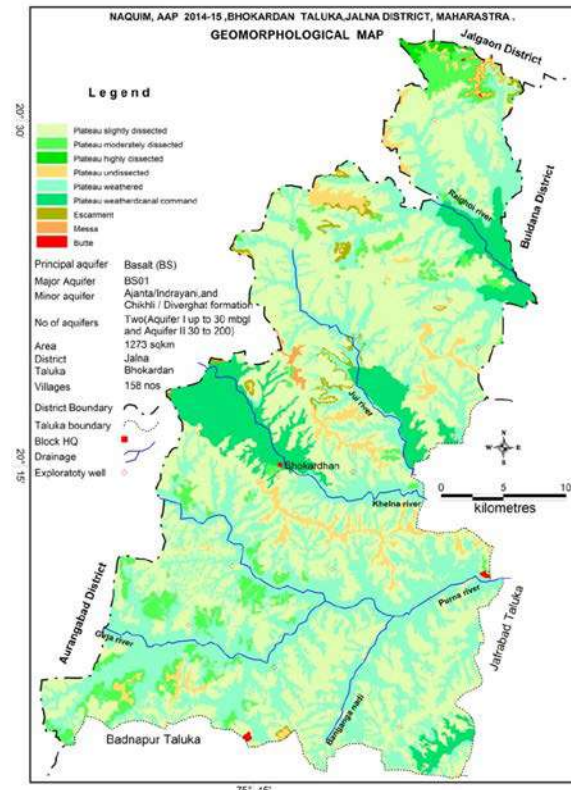 NAQUIM, AAP 2014-15 ,BHOKARDAN TALUKA,JALNA DISTRICT, MAHARASTRA .
GEOMORPHOLOGICAL MAP
Jalgaon District
Legend
20° 30'
Plateau slightly dissected
Plateau moderately dissected
Plateau highly dissected
Plateau undissected
Plateau weathered
Plateau weatherdcanal command
Escarment
Messa
Butte
Raighol river
Buldana District
Principal aquifer Basalt (BS)
Major Aquifer BS01
Minor aquifer Ajanta/Indrayani,and
Chikhli / Diverghat formation
No of aquifers Two(Aquifer I up to 30 mbgl
and Aquifer II 30 to 200)
Area 1273 sqkm
District Jalna
Taluka Bhokardan
Villages 158 nos
District Boundary
Taluka boundary
Block HQ
Drainage
Exploratoty well
Jui river
20° 15'
Bhokardhan
Khelna river
0 5 10
kilometres
Purna river
Jafrabad Taluka
Aurangabad District
Girja river
Banganga nadi
Badnapur Taluka
75° 45'